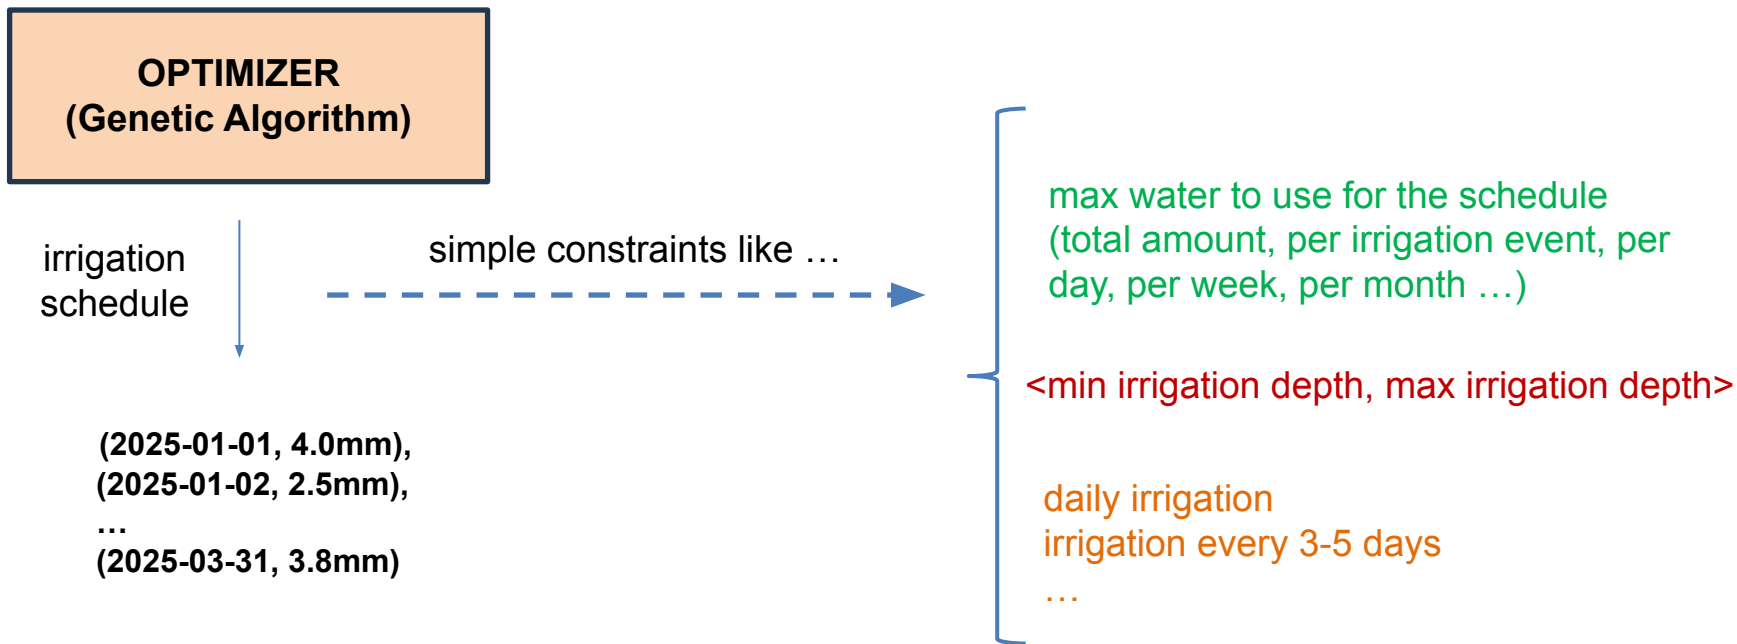 OPTIMIZER
(Genetic Algorithm)
irrigation
schedule
simple constraints like …
(2025-01-01, 4.0mm),
(2025-01-02, 2.5mm),
…
(2025-03-31, 3.8mm)
max water to use for the schedule
(total amount, per irrigation event, per
day, per week, per month …)
<min irrigation depth, max irrigation depth>
daily irrigation
irrigation every 3-5 days
…